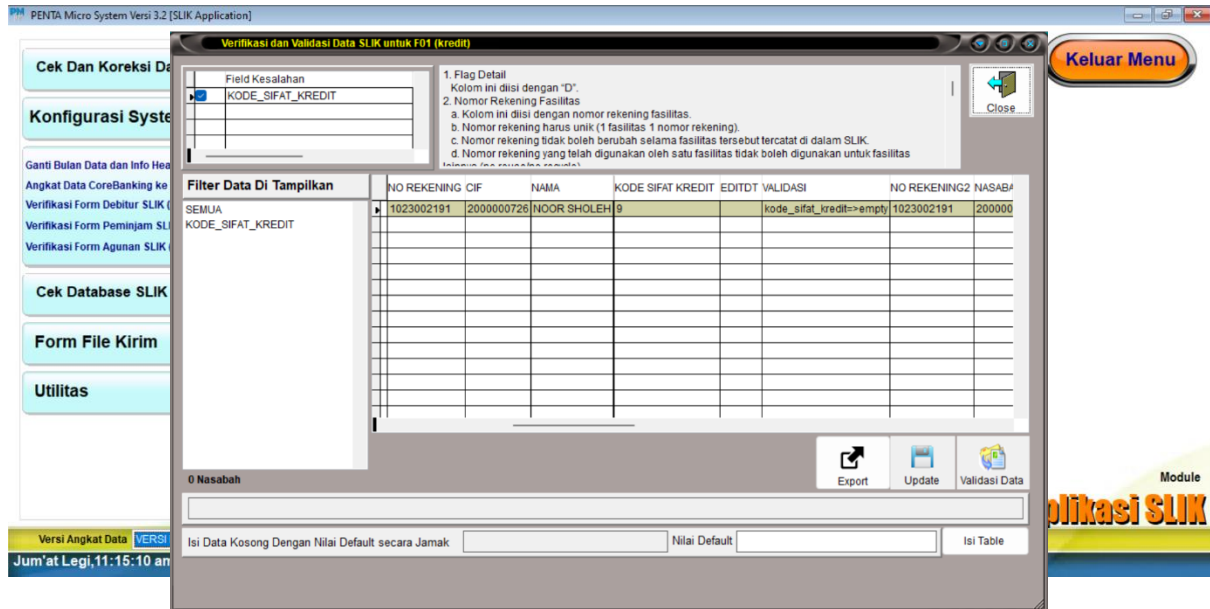 PENTA Micro System Versi 3.2 [SLIK Application]
Keluar Menu
Cek Dan Koreksi Da
Konfigurasi Syste
Ganti Bulan Data dan Info Hea
Angkat Data CoreBanking ke
Verifikasi Form Debitur SLIK (
Verifikasi Form Peminjam SLI
Verifikasi Form Agunan SLIK (
Cek Database SLIK
Form File Kirim
Utilitas
Versi Angkat Data VERSI
Jum'at Legi,11:15:10 am
Verifikasi dan Validasi Data SLIK untuk F01 (kredit)
Field Kesalahan
KODE_SIFAT_KREDIT
1. Flag Detail
Kolom ini diisi dengan "D".
2. Nomor Rekening Fasilitas
a. Kolom ini diisi dengan nomor rekening fasilitas.
b. Nomor rekening harus unik (1 fasilitas 1 nomor rekening).
c. Nomor rekening tidak boleh berubah selama fasilitas tersebut tercatat di dalam SLIK.
d. Nomor rekening yang telah digunakan oleh satu fasilitas tidak boleh digunakan untuk fasilitas
Close
Filter Data Di Tampilkan
SEMUA
KODE_SIFAT_KREDIT
NO REKENING CIF NAMA KODE SIFAT KREDIT EDITDT VALIDASI NO REKENING2 NASABA
1023002191 2000000726 NOOR SHOLEH 9 kode_sifat_kredit=>empty 1023002191 200000
0 Nasabah
Export Update Validasi Data
Isi Data Kosong Dengan Nilai Default secara Jamak Nilai Default Isi Table
Module
plikasi SLIK